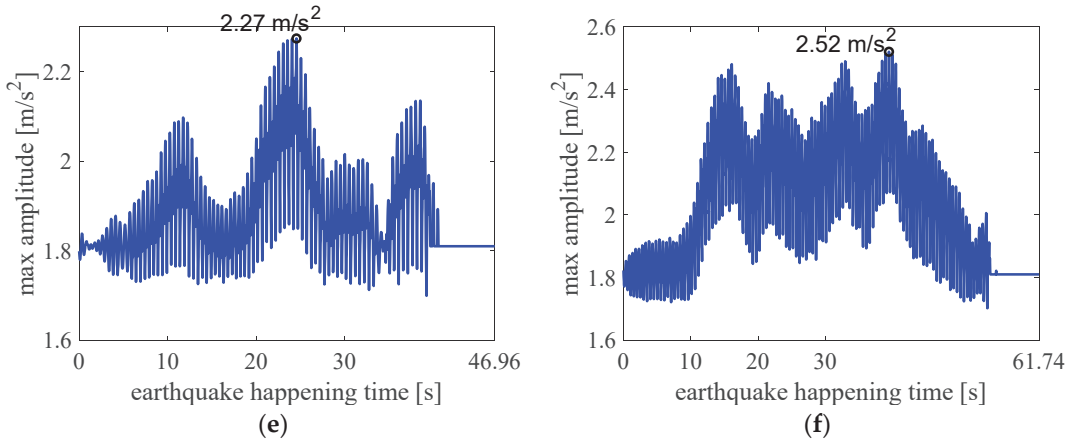 2.27 m/s²
2.2
2
1.8
1.6
max amplitude [m/s²]
0 10 20 30 46.96
earthquake happening time [s]
(e)
2.52 m/s²
2.6
2.4
2.2
2
1.8
1.6
max amplitude [m/s²]
0 10 20 30 61.74
earthquake happening time [s]
(f)